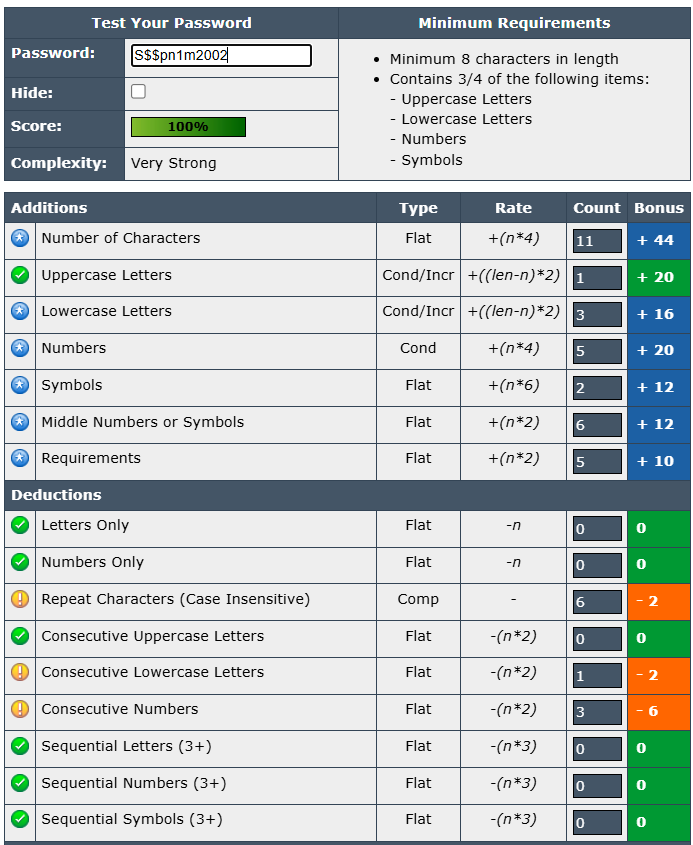 Test Your Password
Minimum Requirements
Password: S$$pn1m2002
Hide:
Score: 100%
Complexity: Very Strong
• Minimum 8 characters in length
• Contains 3/4 of the following items:
- Uppercase Letters
- Lowercase Letters
- Numbers
- Symbols
Additions Type Rate Count Bonus
Number of Characters Flat +(n*4) 11 + 44
Uppercase Letters Cond/Incr +((len-n)*2) 1 + 20
Lowercase Letters Cond/Incr +((len-n)*2) 3 + 16
Numbers Cond +(n*4) 5 + 20
Symbols Flat +(n*6) 2 + 12
Middle Numbers or Symbols Flat +(n*2) 6 + 12
Requirements Flat +(n*2) 5 + 10
Deductions
Letters Only Flat -n 0 0
Numbers Only Flat -n 0 0
Repeat Characters (Case Insensitive) Comp - 6 - 2
Consecutive Uppercase Letters Flat -(n*2) 0 0
Consecutive Lowercase Letters Flat -(n*2) 1 - 2
Consecutive Numbers Flat -(n*2) 3 - 6
Sequential Letters (3+) Flat -(n*3) 0 0
Sequential Numbers (3+) Flat -(n*3) 0 0
Sequential Symbols (3+) Flat -(n*3) 0 0